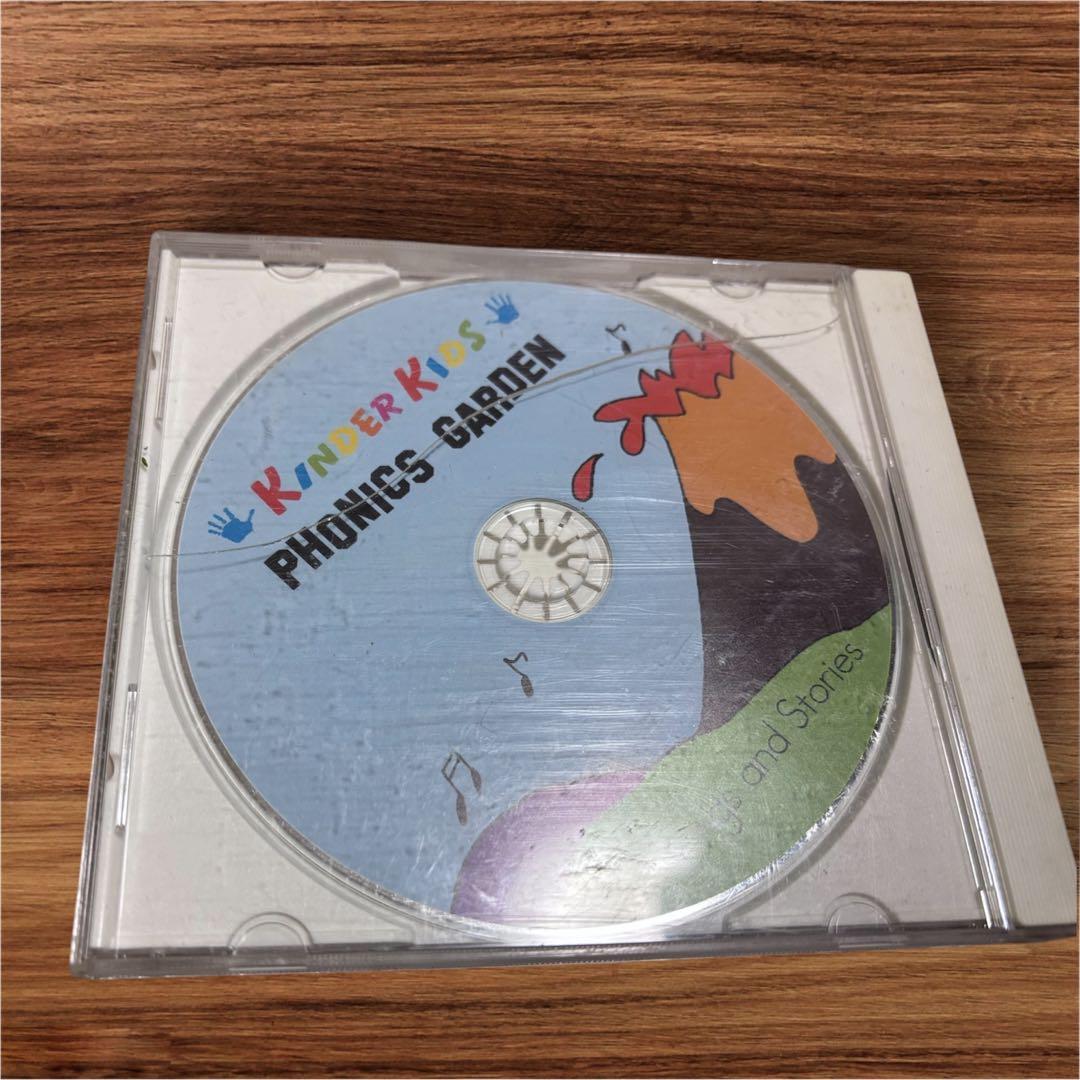 KINDER KIDS
PHONICS GARDEN
and Stories